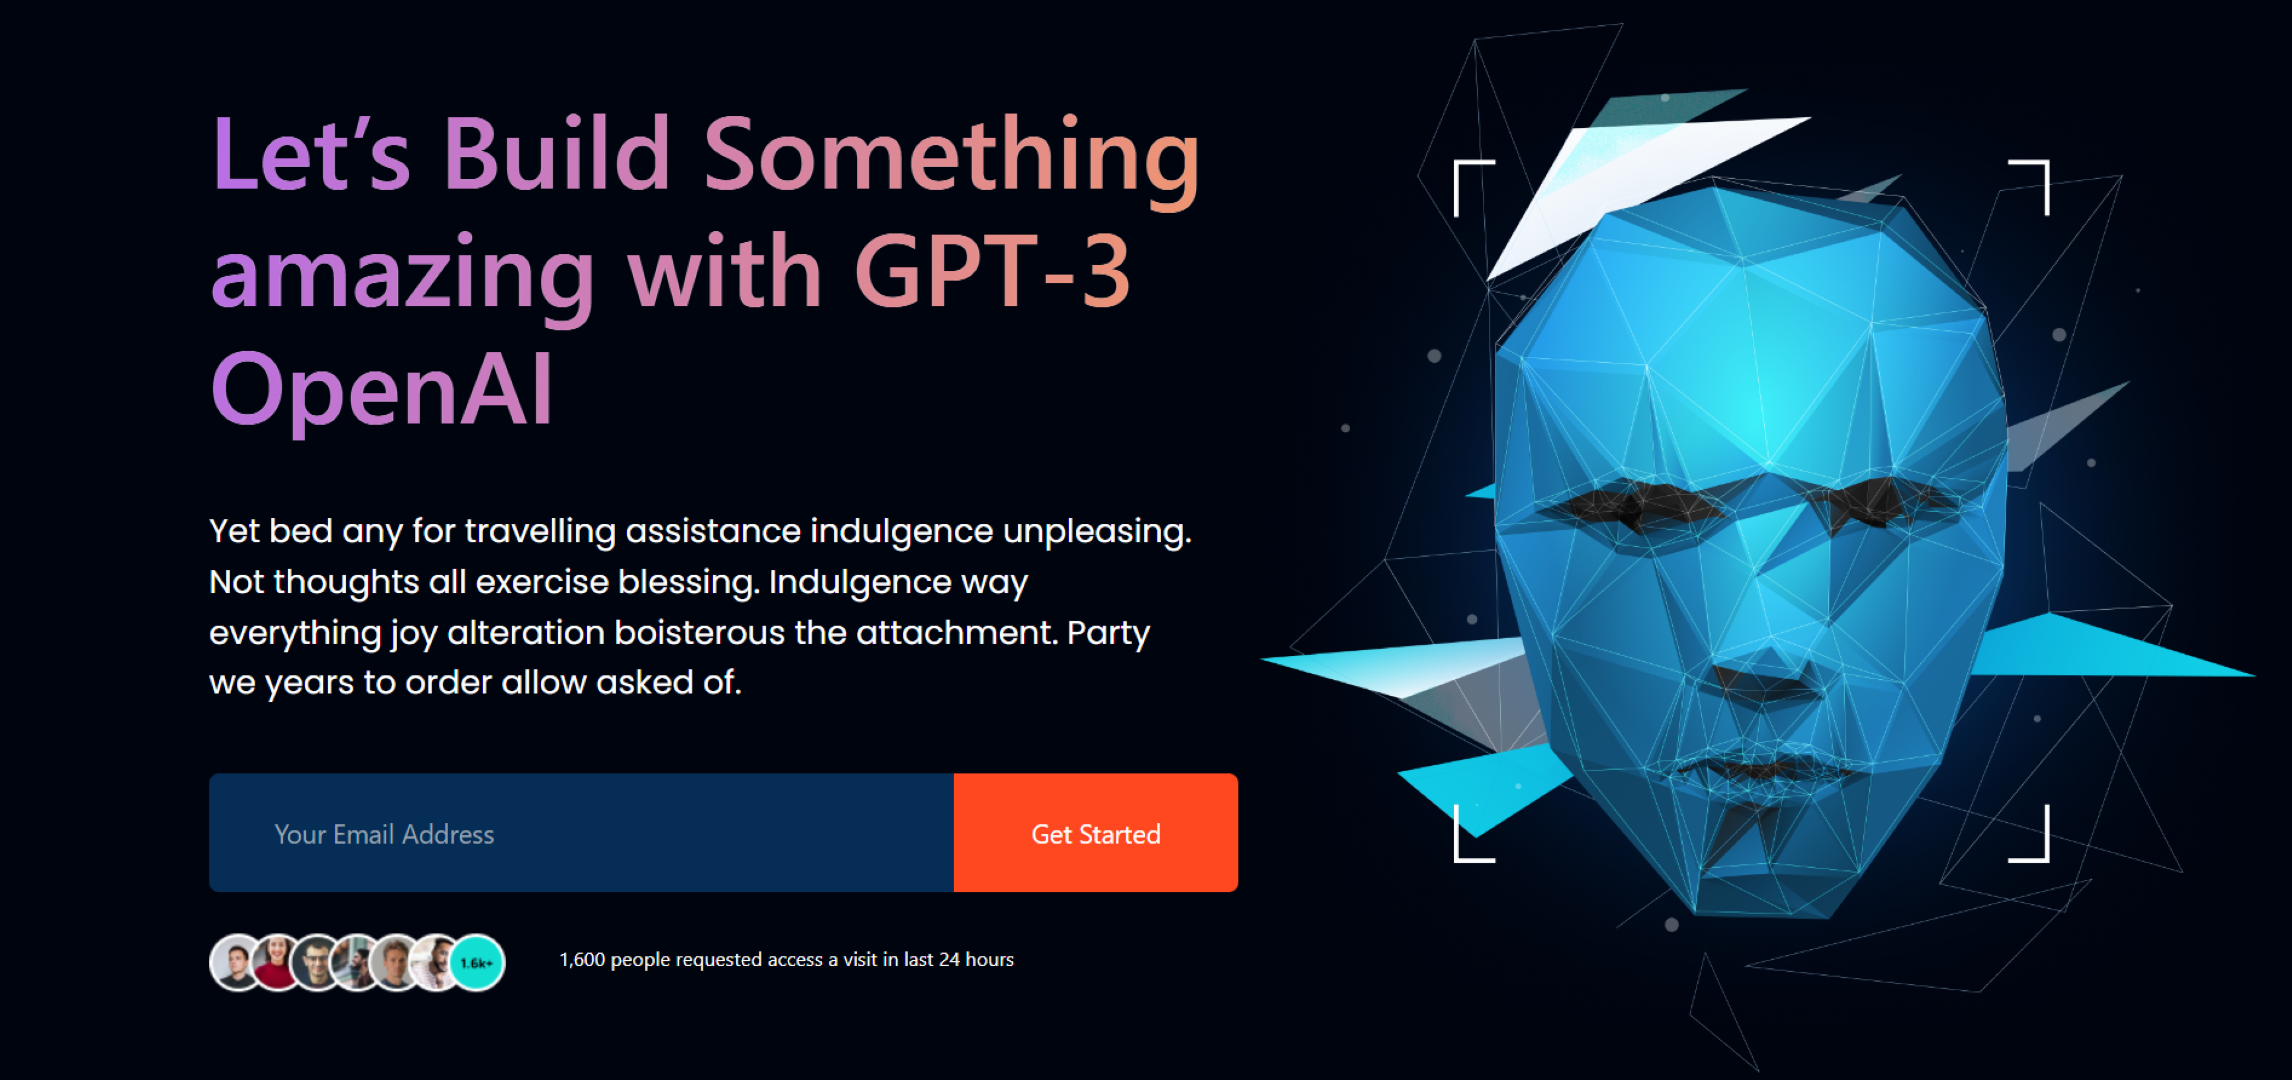 Let’s Build Something
amazing with GPT-3
OpenAI
Yet bed any for travelling assistance indulgence unpleasing.
Not thoughts all exercise blessing. Indulgence way
everything joy alteration boisterous the attachment. Party
we years to order allow asked of.
Your Email Address
Get Started
1.6k+
1,600 people requested access a visit in last 24 hours